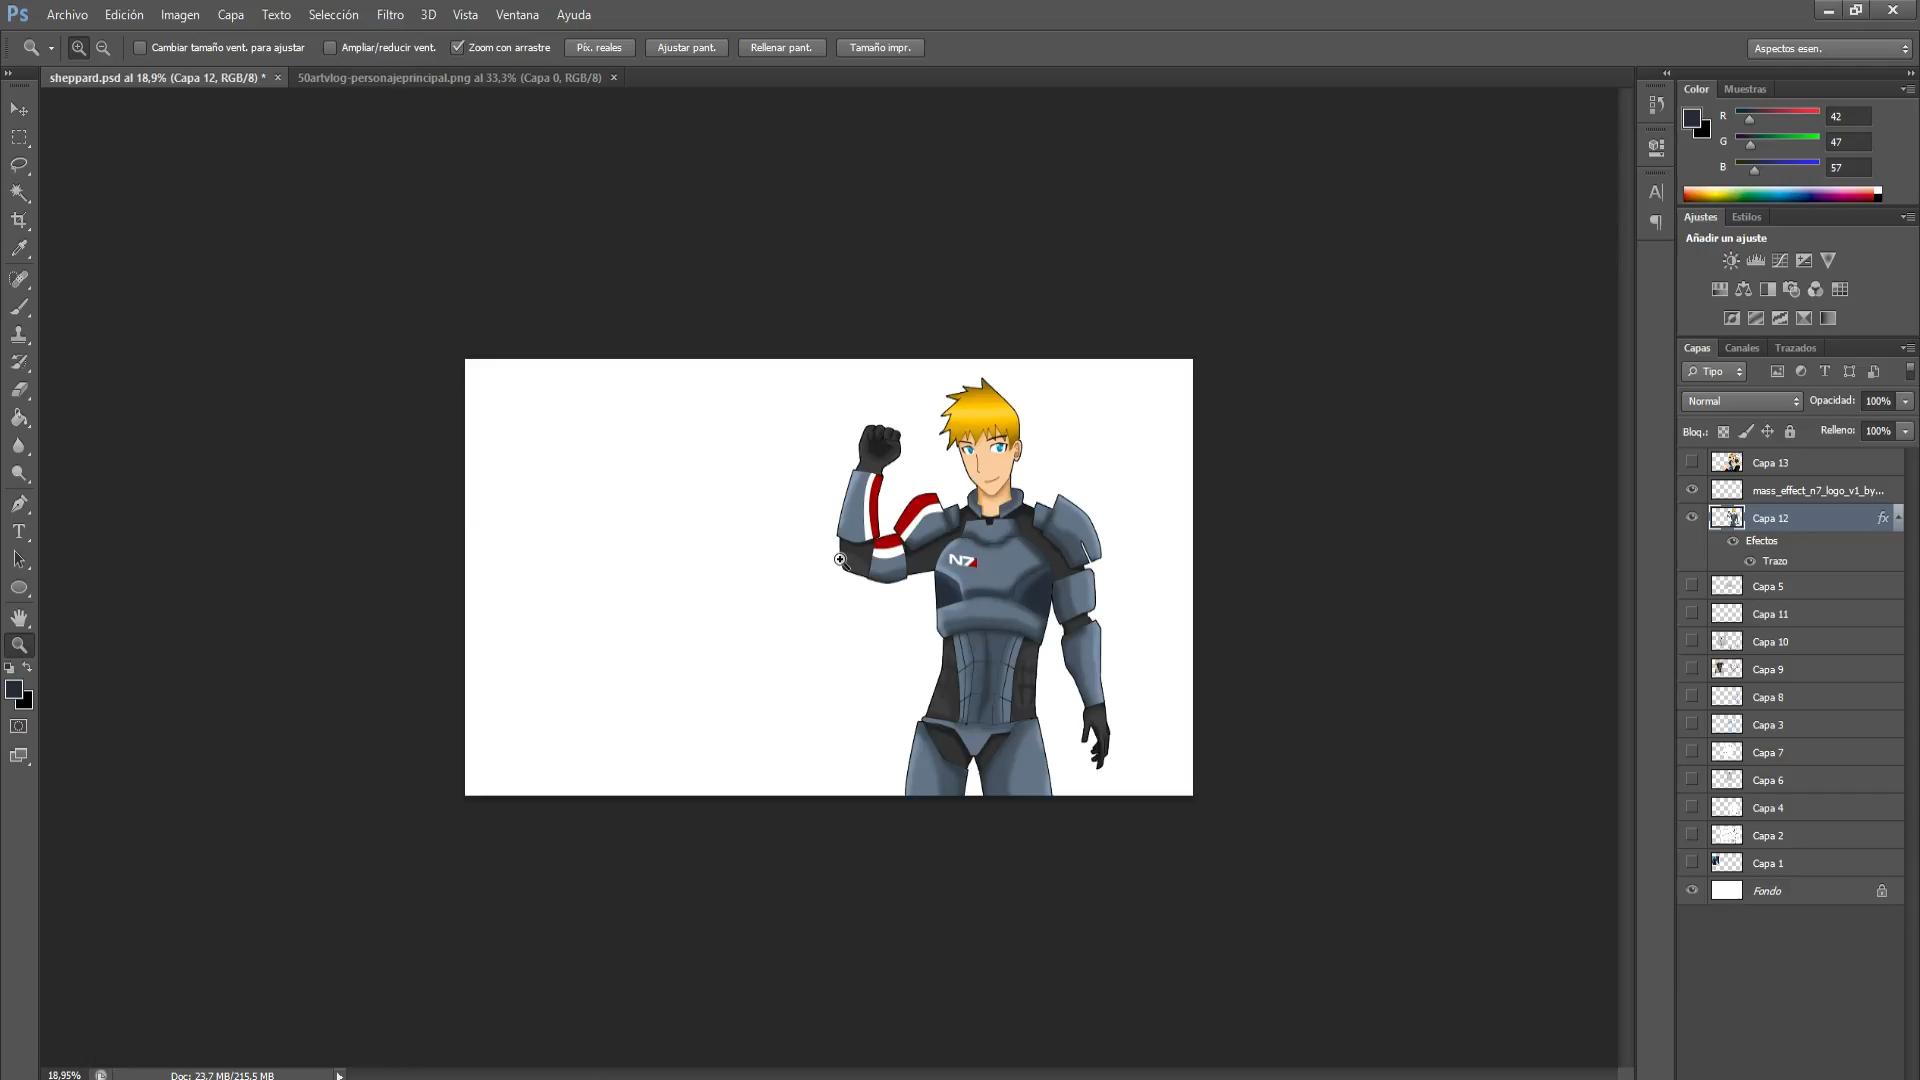 Ps Archivo Edición Imagen Capa Texto Selección Filtro 3D Vista Ventana Ayuda
Cambiar tamaño vent. para ajustar Ampliar/reducir vent. Zoom con arrastre Píx. reales Ajustar pant. Rellenar pant. Tamaño impr. Aspectos esen.
sheppard.psd al 18,9% (Capa 12, RGB/8) * × 50artvlog-personajeprincipal.png al 33,3% (Capa 0, RGB/8) ×
Color Muestras
R 42
G 47
B 57
Ajustes Estilos
Añadir un ajuste
Capas Canales Trazados
Tipo
Normal Opacidad: 100%
Bloq.: Relleno: 100%
Capa 13
mass_effect_n7_logo_v1_by...
Capa 12 fx
Efectos
Trazo
Capa 5
Capa 11
Capa 10
Capa 9
Capa 8
Capa 3
Capa 7
Capa 6
Capa 4
Capa 2
Capa 1
Fondo
N7
18,95% Doc: 23,7 MB/215,5 MB